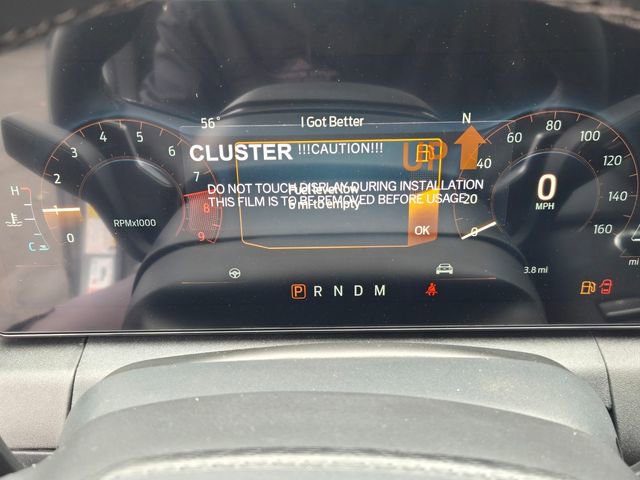 56°
I Got Better
N
CLUSTER !!!CAUTION!!!
UP
DO NOT TOUCH DISPLAY DURING INSTALLATION
THIS FILM IS TO BE REMOVED BEFORE USAGE
Fuel level low
0 mi to empty
OK
0 1 2 3 4 5 6 7 8 9
RPMx1000
H
C
0 20 40 60 80 100 120 140 160
0
MPH
3.8 mi
mi
P R N D M